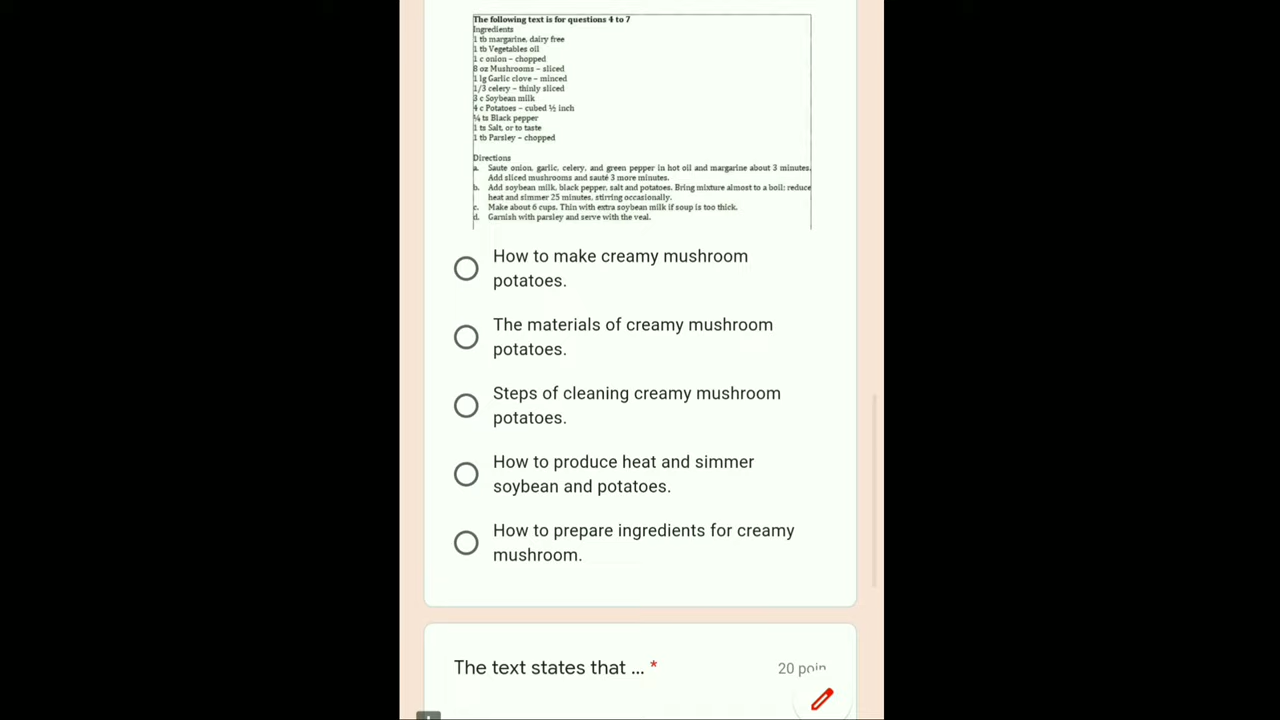 The following text is for questions 4 to 7
Ingredients
1 tb margarine, dairy free
1 tb Vegetables oil
1 c onion – chopped
8 oz Mushrooms – sliced
1 lg Garlic clove – minced
1/3 celery – thinly sliced
3 c Soybean milk
4 c Potatoes – cubed ½ inch
¼ ts Black pepper
1 ts Salt, or to taste
1 tb Parsley – chopped
Directions
a. Saute onion, garlic, celery, and green pepper in hot oil and margarine about 3 minutes.
Add sliced mushrooms and sauté 3 more minutes.
b. Add soybean milk, black pepper, salt and potatoes. Bring mixture almost to a boil; reduce
heat and simmer 25 minutes, stirring occasionally.
c. Make about 6 cups. Thin with extra soybean milk if soup is too thick.
d. Garnish with parsley and serve with the veal.
How to make creamy mushroom
potatoes.
The materials of creamy mushroom
potatoes.
Steps of cleaning creamy mushroom
potatoes.
How to produce heat and simmer
soybean and potatoes.
How to prepare ingredients for creamy
mushroom.
The text states that ... *
20 poin